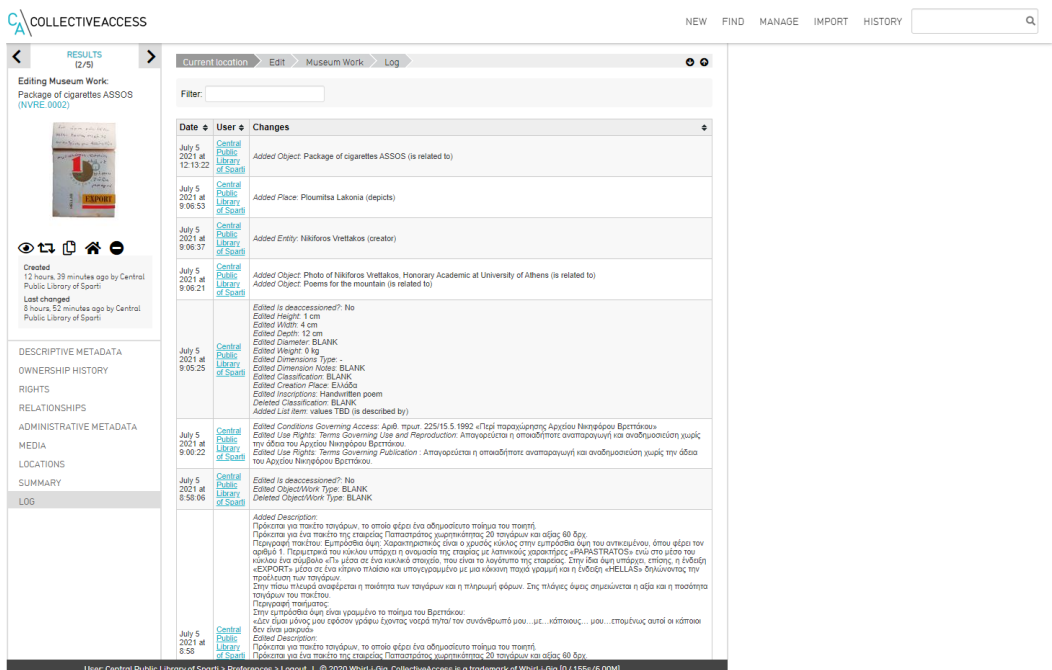 COLLECTIVEACCESS
NEW FIND MANAGE IMPORT HISTORY
RESULTS
(2/5)
Editing Museum Work:
Package of cigarettes ASSOS
(NVRE.0002)
EXPORT
Created
12 hours, 39 minutes ago by Central
Public Library of Sparti
Last changed
8 hours, 52 minutes ago by Central
Public Library of Sparti
DESCRIPTIVE METADATA
OWNERSHIP HISTORY
RIGHTS
RELATIONSHIPS
ADMINISTRATIVE METADATA
MEDIA
LOCATIONS
SUMMARY
LOG
Current location Edit Museum Work Log
Filter:
Date User Changes
July 5
2021 at
12:13:22
Central
Public
Library
of Sparti
Added Object: Package of cigarettes ASSOS (is related to)
July 5
2021 at
9:06:53
Central
Public
Library
of Sparti
Added Place: Ploumitsa Lakonia (depicts)
July 5
2021 at
9:06:37
Central
Public
Library
of Sparti
Added Entity: Nikiforos Vrettakos (creator)
July 5
2021 at
9:06:21
Central
Public
Library
of Sparti
Added Object: Photo of Nikiforos Vrettakos, Honorary Academic at University of Athens (is related to)
Added Object: Poems for the mountain (is related to)
July 5
2021 at
9:05:25
Central
Public
Library
of Sparti
Edited Is deaccessioned?: No
Edited Height: 1 cm
Edited Width: 4 cm
Edited Depth: 12 cm
Edited Diameter: BLANK
Edited Weight: 0 kg
Edited Dimensions Type: -
Edited Dimension Notes: BLANK
Edited Classification: BLANK
Edited Creation Place: Ελλάδα
Edited Inscriptions: Handwritten poem
Deleted Classification: BLANK
Added List item: values TBD (is described by)
July 5
2021 at
9:00:22
Central
Public
Library
of Sparti
Edited Conditions Governing Access: Αριθ. πρωτ. 225/15.5.1992 «Περί παραχώρησης Αρχείου Νικηφόρου Βρεττάκου»
Edited Use Rights: Terms Governing Use and Reproduction: Απαγορεύεται η οποιαδήποτε αναπαραγωγή και αναδημοσιεύση χωρίς
την άδεια του Αρχείου Νικηφόρου Βρεττάκου.
Edited Use Rights: Terms Governing Publication : Απαγορεύεται η οποιαδήποτε αναπαραγωγή και αναδημοσιεύση χωρίς την άδεια
του Αρχείου Νικηφόρου Βρεττάκου.
July 5
2021 at
8:58:06
Central
Public
Library
of Sparti
Edited Is deaccessioned?: No
Edited Object/Work Type: BLANK
Deleted Object/Work Type: BLANK
July 5
2021 at
8:58
Central
Public
Library
of Sparti
Added Description:
Πρόκειται για πακέτο τσιγάρων, το οποίο φέρει ένα αδημοσίευτο ποίημα του ποιητή.
Πρόκειται για ένα πακέτο της εταιρείας Παπαστράτος χωρητικότητας 20 τσιγάρων και αξίας 60 δρχ.
Περιγραφή πακέτου: Εμπρόσθια όψη: Χαρακτηριστικός είναι ο χρυσός κύκλος στην εμπρόσθια όψη του αντικειμένου, όπου φέρει τον
αριθμό 1. Περιμετρικά του κύκλου υπάρχει η ονομασία της εταιρίας με λατινικούς χαρακτήρες «PAPASTRATOS» ενώ στο μέσο του
κύκλου ένα σύμβολο «Π» μέσα σε ένα κυκλικό στοιχείο, που είναι το λογότυπο της εταιρείας. Στην ίδια όψη υπάρχει, επίσης, η ένδειξη
«EXPORT» μέσα σε ένα κίτρινο πλαίσιο και υπογεγραμμένο με μια κόκκινη παχιά γραμμή και η ένδειξη «HELLAS» δηλώνοντας την
προέλευση των τσιγάρων.
Στην πίσω πλευρά αναφέρεται η ποιότητα των τσιγάρων και η πληρωμή φόρων. Στις πλάγιες όψεις σημειώνεται η αξία και η ποσότητα
τσιγάρων του πακέτου.
Περιγραφή ποιήματος:
Στην εμπρόσθια όψη είναι γραμμένο το ποίημα του Βρεττάκου:
«Δεν είμαι μόνος μου εφόσον γράφω έχοντας νοερά τη/τα/ τον συνάνθρωπό μου…με…κάποιους… μου…επομένως αυτοί οι κάποιοι
δεν είναι μακρυά»
Edited Description:
Πρόκειται για πακέτο τσιγάρων, το οποίο φέρει ένα αδημοσίευτο ποίημα του ποιητή.
Πρόκειται για ένα πακέτο της εταιρείας Παπαστράτος χωρητικότητας 20 τσιγάρων και αξίας 60 δρχ.
User: Central Public Library of Sparti > Preferences > Logout | © 2020 Whirl-i-Gig, CollectiveAccess is a trademark of Whirl-i-Gig [0.4155s/6.00M]